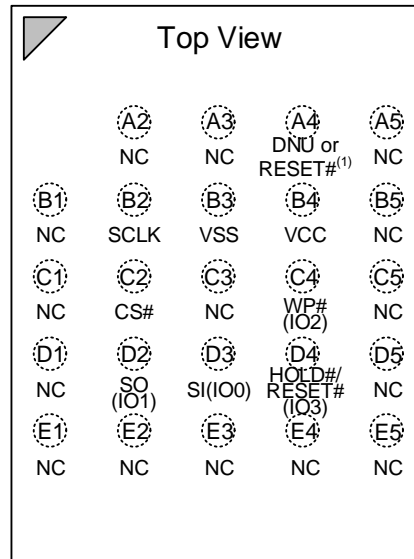 Top View
A2 A3 A4 A5
NC NC DNU or RESET#(1) NC
B1 B2 B3 B4 B5
NC SCLK VSS VCC NC
C1 C2 C3 C4 C5
NC CS# NC WP# (IO2) NC
D1 D2 D3 D4 D5
NC SO (IO1) SI(IO0) HOLD#/ RESET# (IO3) NC
E1 E2 E3 E4 E5
NC NC NC NC NC